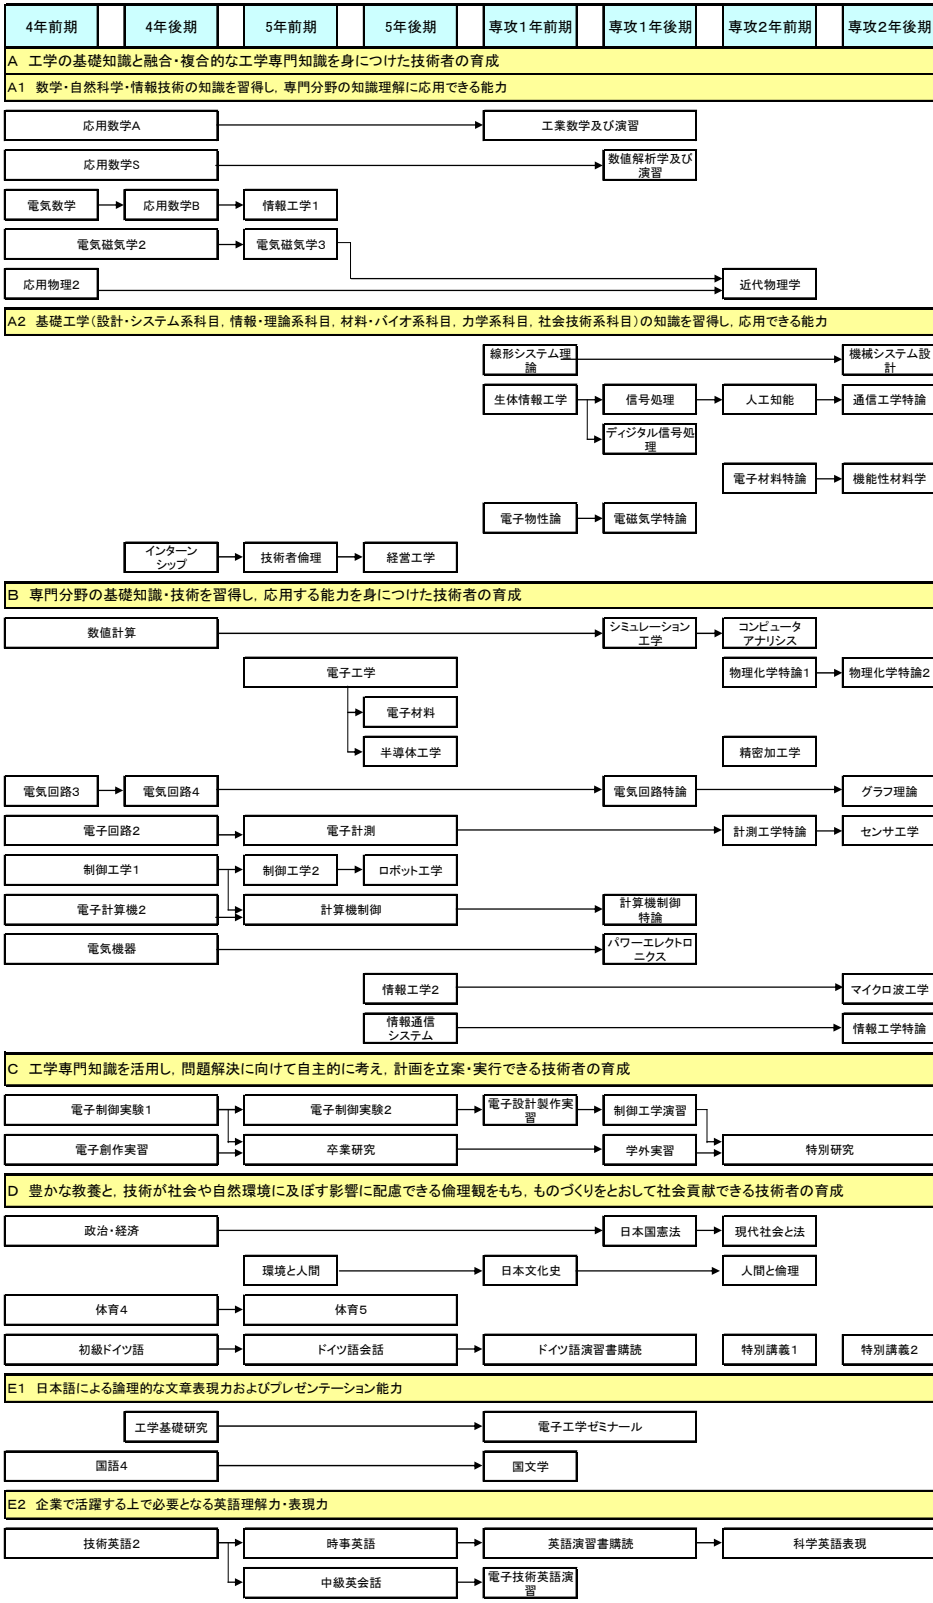 4年前期 4年後期 5年前期 5年後期 専攻1年前期 専攻1年後期 専攻2年前期 専攻2年後期
A 工学の基礎知識と融合・複合的な工学専門知識を身につけた技術者の育成
A1 数学・自然科学・情報技術の知識を習得し，専門分野の知識理解に応用できる能力
応用数学A 工業数学及び演習
応用数学S 数値解析学及び
演習
電気数学 応用数学B 情報工学1
電気磁気学2 電気磁気学3
応用物理2 近代物理学
A2 基礎工学（設計・システム系科目，情報・理論系科目，材料・バイオ系科目，力学系科目，社会技術系科目）の知識を習得し，応用できる能力
線形システム理 機械システム設
論 計
生体情報工学 信号処理 人工知能 通信工学特論
ディジタル信号処
理
電子材料特論 機能性材料学
電子物性論 電磁気学特論
インターン
シップ 技術者倫理 経営工学
B 専門分野の基礎知識・技術を習得し，応用する能力を身につけた技術者の育成
数値計算 シミュレーション コンピュータ
工学 アナリシス
電子工学 物理化学特論1 物理化学特論2
電子材料
半導体工学 精密加工学
電気回路3 電気回路4 電気回路特論 グラフ理論
電子回路2 電子計測 計測工学特論 センサ工学
制御工学1 制御工学2 ロボット工学
電子計算機2 計算機制御 計算機制御
特論
電気機器 パワーエレクトロ
ニクス
情報工学2 マイクロ波工学
情報通信
システム 情報工学特論
C 工学専門知識を活用し，問題解決に向けて自主的に考え，計画を立案・実行できる技術者の育成
電子制御実験1 電子制御実験2 電子設計製作実 制御工学演習
習
電子創作実習 卒業研究 学外実習 特別研究
D 豊かな教養と，技術が社会や自然環境に及ぼす影響に配慮できる倫理観をもち，ものづくりをとおして社会貢献できる技術者の育成
政治・経済 日本国憲法 現代社会と法
環境と人間 日本文化史 人間と倫理
体育4 体育5
初級ドイツ語 ドイツ語会話 ドイツ語演習書購読 特別講義1 特別講義2
E1 日本語による論理的な文章表現力およびプレゼンテーション能力
工学基礎研究 電子工学ゼミナール
国語4 国文学
E2 企業で活躍する上で必要となる英語理解力・表現力
技術英語2 時事英語 英語演習書購読 科学英語表現
中級英会話 電子技術英語演
習